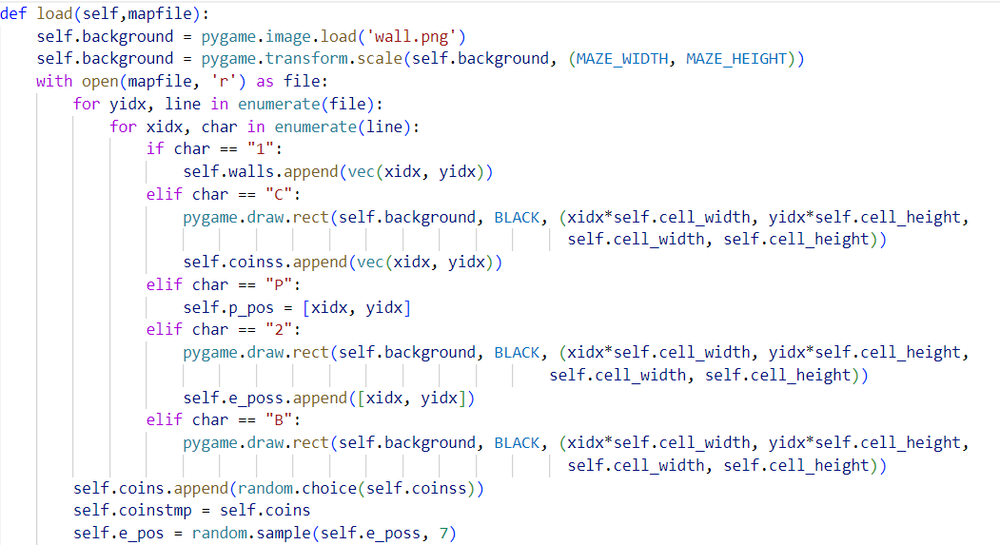 def load(self,mapfile):
    self.background = pygame.image.load('wall.png')
    self.background = pygame.transform.scale(self.background, (MAZE_WIDTH, MAZE_HEIGHT))
    with open(mapfile, 'r') as file:
        for yidx, line in enumerate(file):
            for xidx, char in enumerate(line):
                if char == "1":
                    self.walls.append(vec(xidx, yidx))
                elif char == "C":
                    pygame.draw.rect(self.background, BLACK, (xidx*self.cell_width, yidx*self.cell_height,
                                                              self.cell_width, self.cell_height))
                    self.coinss.append(vec(xidx, yidx))
                elif char == "P":
                    self.p_pos = [xidx, yidx]
                elif char == "2":
                    pygame.draw.rect(self.background, BLACK, (xidx*self.cell_width, yidx*self.cell_height,
                                                            self.cell_width, self.cell_height))
                    self.e_poss.append([xidx, yidx])
                elif char == "B":
                    pygame.draw.rect(self.background, BLACK, (xidx*self.cell_width, yidx*self.cell_height,
                                                              self.cell_width, self.cell_height))
        self.coins.append(random.choice(self.coinss))
        self.coinstmp = self.coins
        self.e_pos = random.sample(self.e_poss, 7)